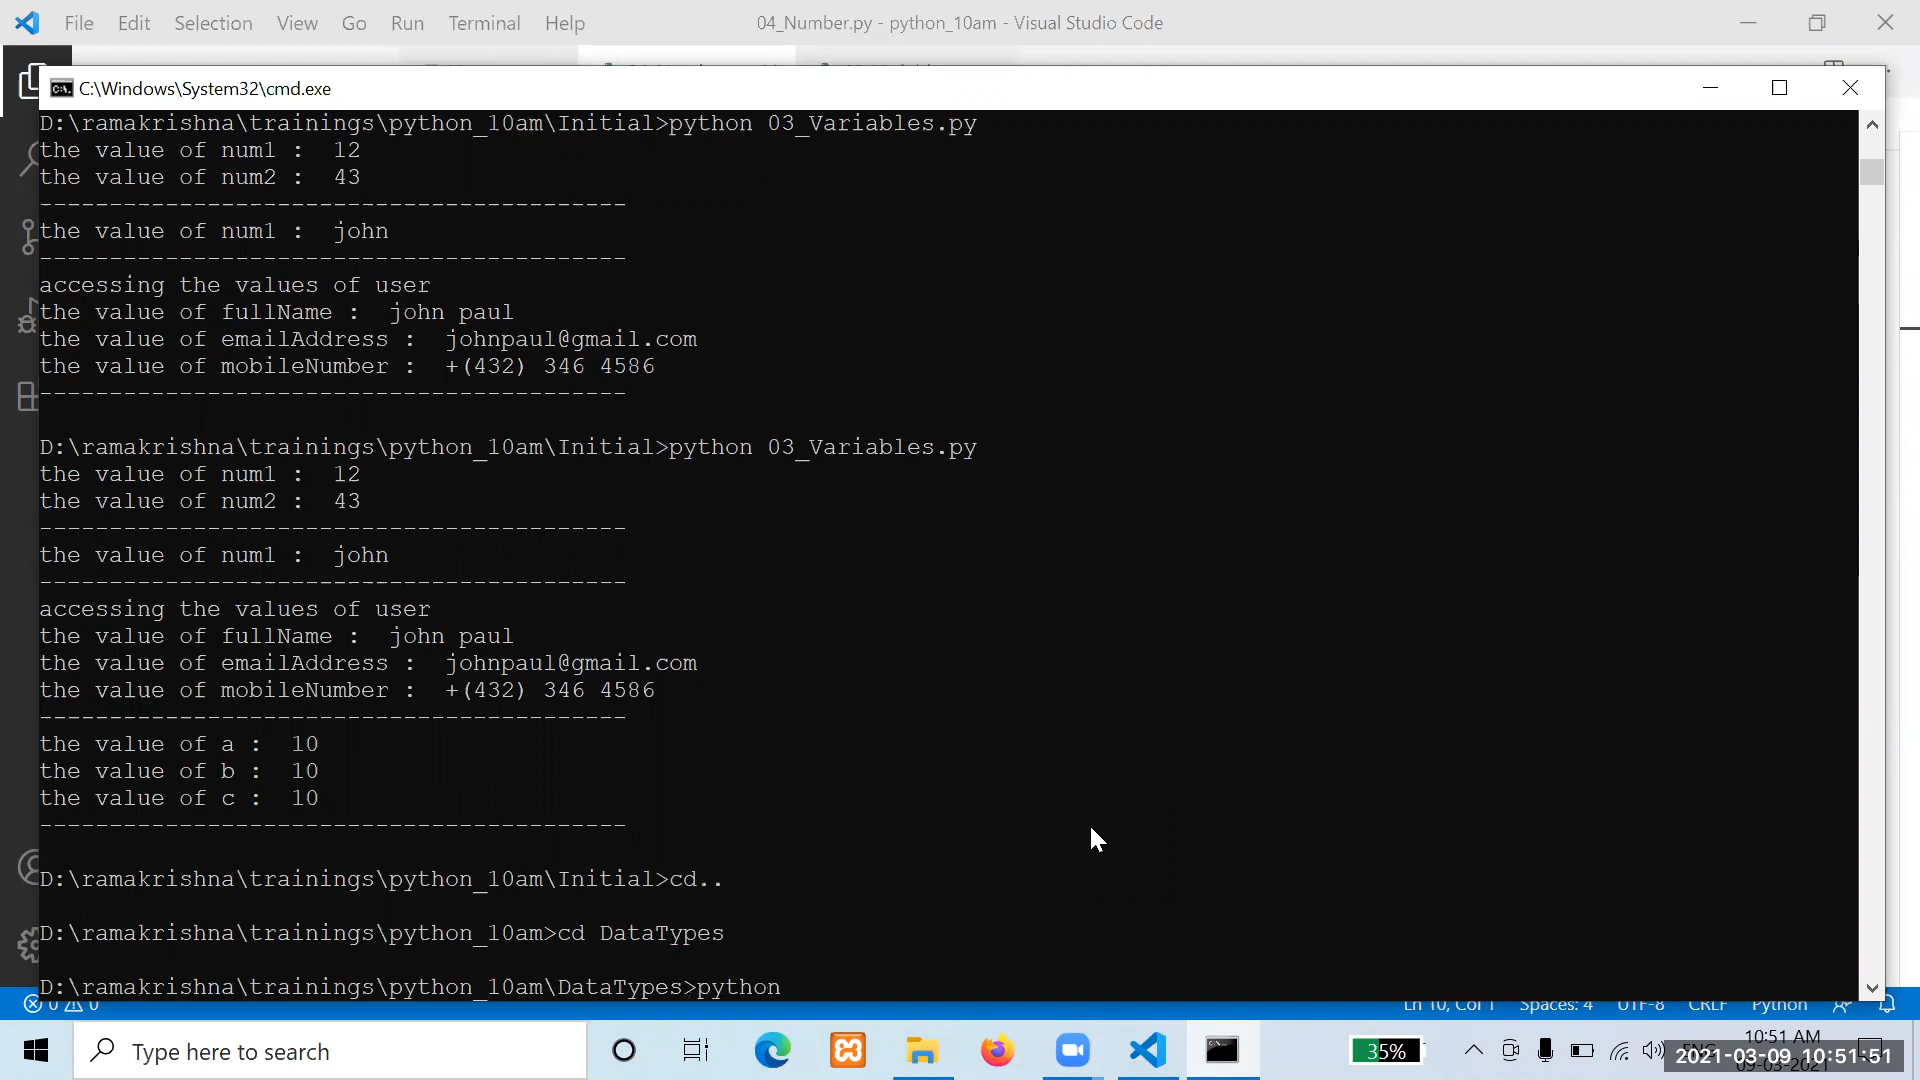 File Edit Selection View Go Run Terminal Help 04_Number.py - python_10am - Visual Studio Code
C:\Windows\System32\cmd.exe
D:\ramakrishna\trainings\python_10am\Initial>python 03_Variables.py
the value of num1 :  12
the value of num2 :  43
------------------------------------------
the value of num1 :  john
------------------------------------------
accessing the values of user
the value of fullName :  john paul
the value of emailAddress :  johnpaul@gmail.com
the value of mobileNumber :  +(432) 346 4586
------------------------------------------
D:\ramakrishna\trainings\python_10am\Initial>python 03_Variables.py
the value of num1 :  12
the value of num2 :  43
------------------------------------------
the value of num1 :  john
------------------------------------------
accessing the values of user
the value of fullName :  john paul
the value of emailAddress :  johnpaul@gmail.com
the value of mobileNumber :  +(432) 346 4586
------------------------------------------
the value of a :  10
the value of b :  10
the value of c :  10
------------------------------------------
D:\ramakrishna\trainings\python_10am\Initial>cd..
D:\ramakrishna\trainings\python_10am>cd DataTypes
D:\ramakrishna\trainings\python_10am\DataTypes>python
0 0 Ln 10, Col 1 Spaces: 4 UTF-8 CRLF Python
Type here to search 35% 10:51 AM
2021-03-09 10:51:51